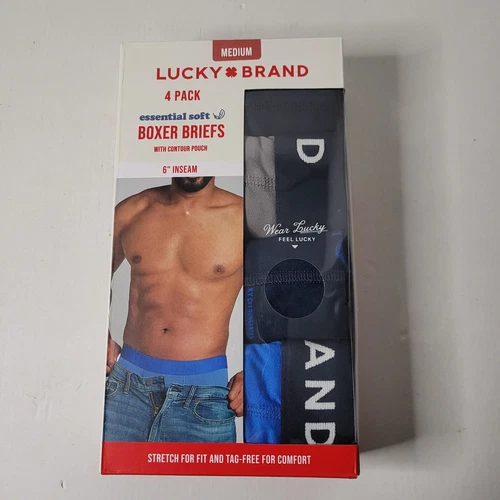 MEDIUM
LUCKY BRAND
4 PACK
essential soft
BOXER BRIEFS
WITH CONTOUR POUCH
6" INSEAM
D
Wear Lucky
FEEL LUCKY
AND
STRETCH FOR FIT AND TAG-FREE FOR COMFORT